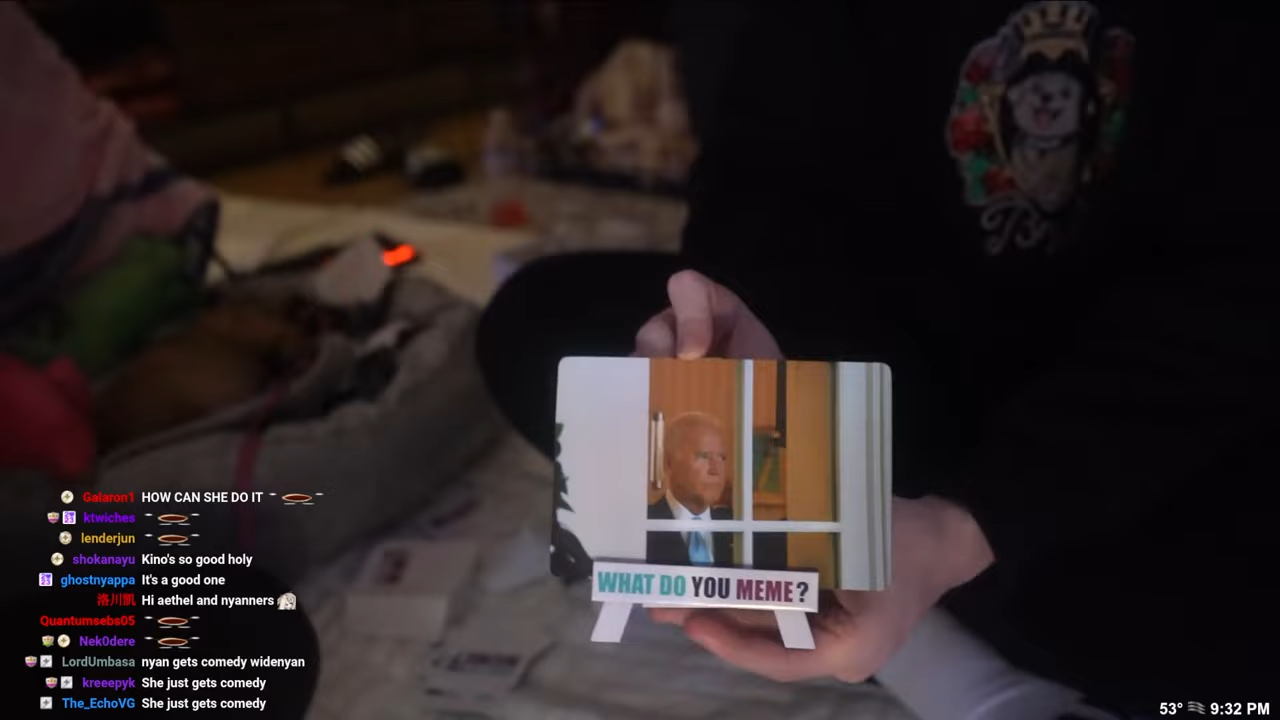 WHAT DO YOU MEME?
Galaron1 HOW CAN SHE DO IT
ktwiches
lenderjun
shokanayu Kino's so good holy
ghostnyappa It's a good one
洛川凱 Hi aethel and nyanners
Quantumsebs05
Nek0dere
LordUmbasa nyan gets comedy widenyan
kreeepyk She just gets comedy
The_EchoVG She just gets comedy
53° 9:32 PM